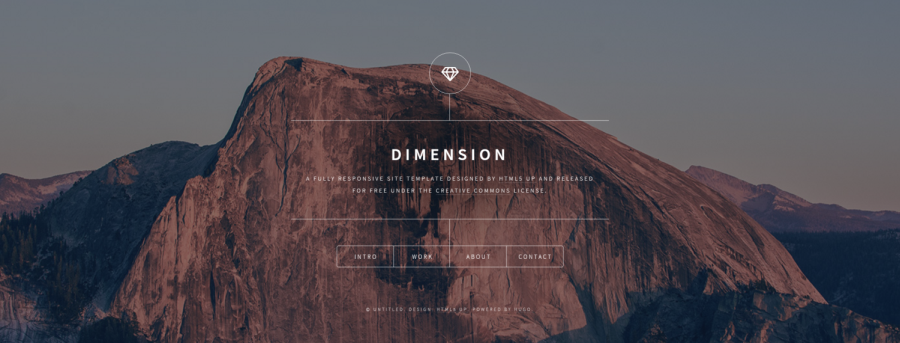 DIMENSION
A FULLY RESPONSIVE SITE TEMPLATE DESIGNED BY HTML5 UP AND RELEASED
FOR FREE UNDER THE CREATIVE COMMONS LICENSE.
INTRO WORK ABOUT CONTACT
© UNTITLED. DESIGN: HTML5 UP. POWERED BY HUGO.